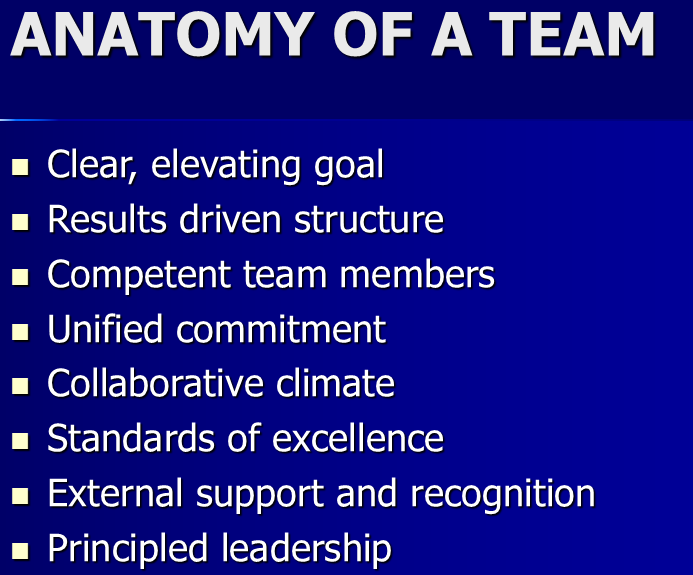 ANATOMY OF A TEAM
Clear, elevating goal
Results driven structure
Competent team members
Unified commitment
Collaborative climate
Standards of excellence
External support and recognition
Principled leadership